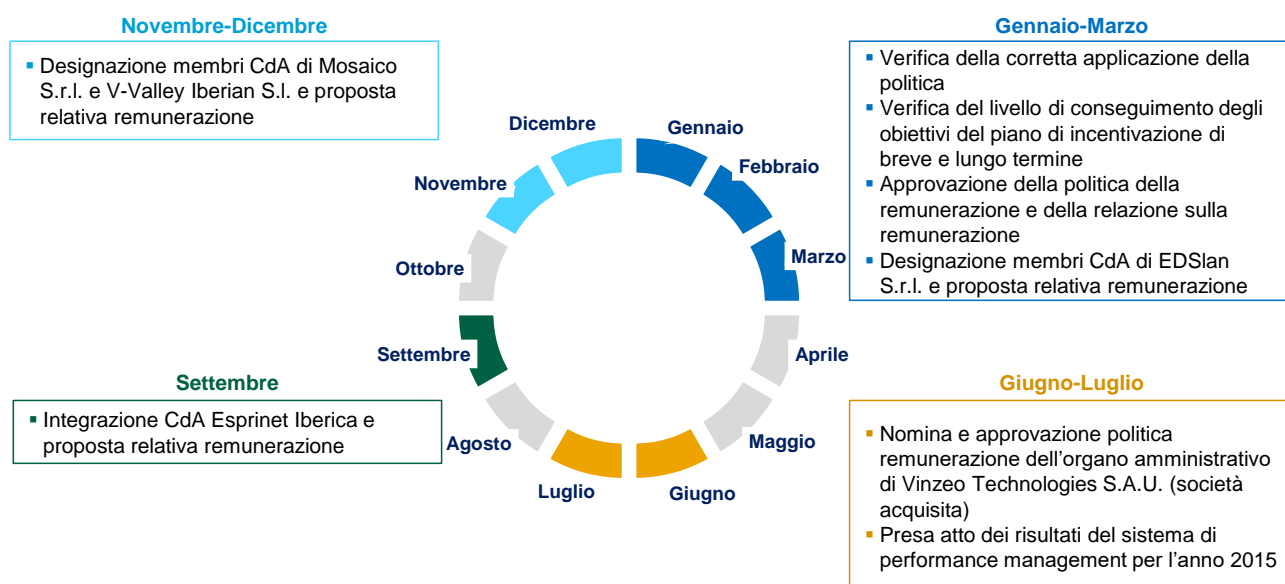 Novembre-Dicembre
▪ Designazione membri CdA di Mosaico
S.r.l. e V-Valley Iberian S.l. e proposta
relativa remunerazione
Gennaio-Marzo
▪ Verifica della corretta applicazione della
politica
▪ Verifica del livello di conseguimento degli
obiettivi del piano di incentivazione di
breve e lungo termine
▪ Approvazione della politica della
remunerazione e della relazione sulla
remunerazione
▪ Designazione membri CdA di EDSlan
S.r.l. e proposta relativa remunerazione
Dicembre
Gennaio
Novembre
Febbraio
Ottobre
Marzo
Settembre
Aprile
Agosto
Maggio
Luglio
Giugno
Settembre
▪ Integrazione CdA Esprinet Iberica e
proposta relativa remunerazione
Giugno-Luglio
▪ Nomina e approvazione politica
remunerazione dell’organo amministrativo
di Vinzeo Technologies S.A.U. (società
acquisita)
▪ Presa atto dei risultati del sistema di
performance management per l’anno 2015